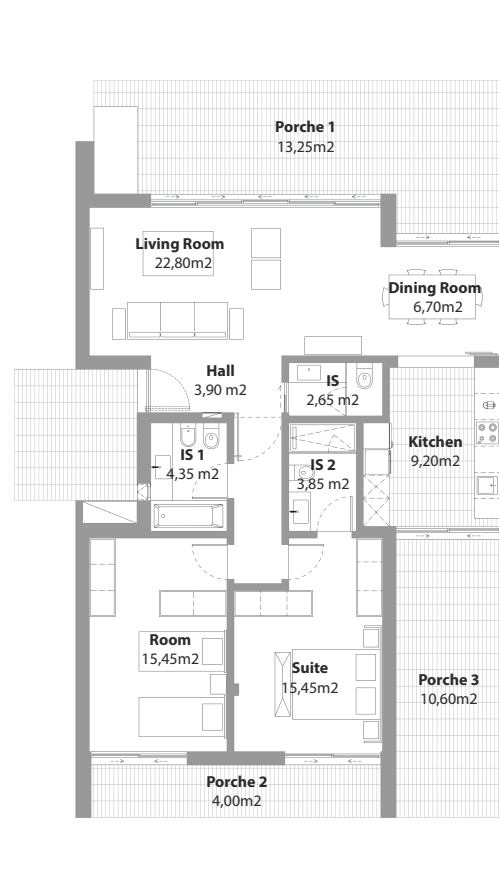 Porche 1
13,25m2
Living Room
22,80m2
Dining Room
6,70m2
Hall
3,90 m2
IS
2,65 m2
IS 1
4,35 m2
IS 2
3,85 m2
Kitchen
9,20m2
Room
15,45m2
Suite
15,45m2
Porche 3
10,60m2
Porche 2
4,00m2